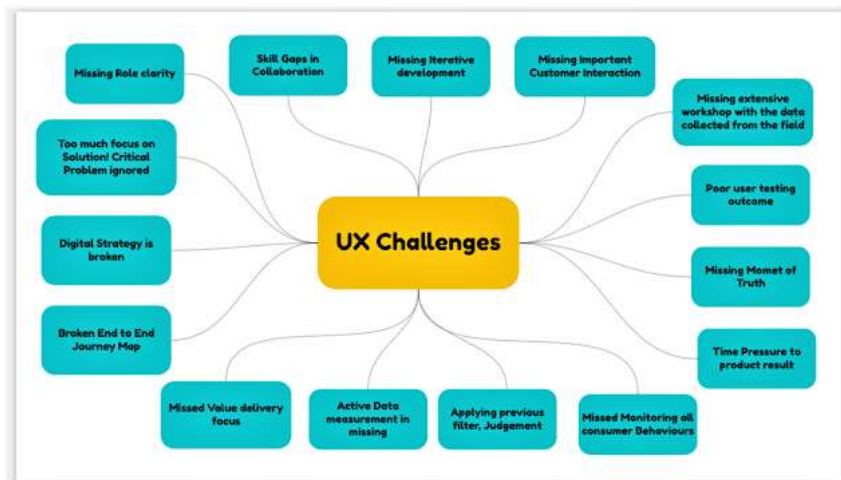 Missing Role clarity
Skill Gaps in
Collaboration
Missing Iterative
development
Missing Important
Customer Interaction
Missing extensive
workshop with the data
collected from the field
Too much focus on
Solution! Critical
Problem ignored
Poor user testing
outcome
UX Challenges
Digital Strategy is
broken
Missing Momet of
Truth
Broken End to End
Journey Map
Time Pressure to
product result
Missed Value delivery
focus
Active Data
measurement in
missing
Applying previous
filter, Judgement
Missed Monitoring all
consumer Behaviours